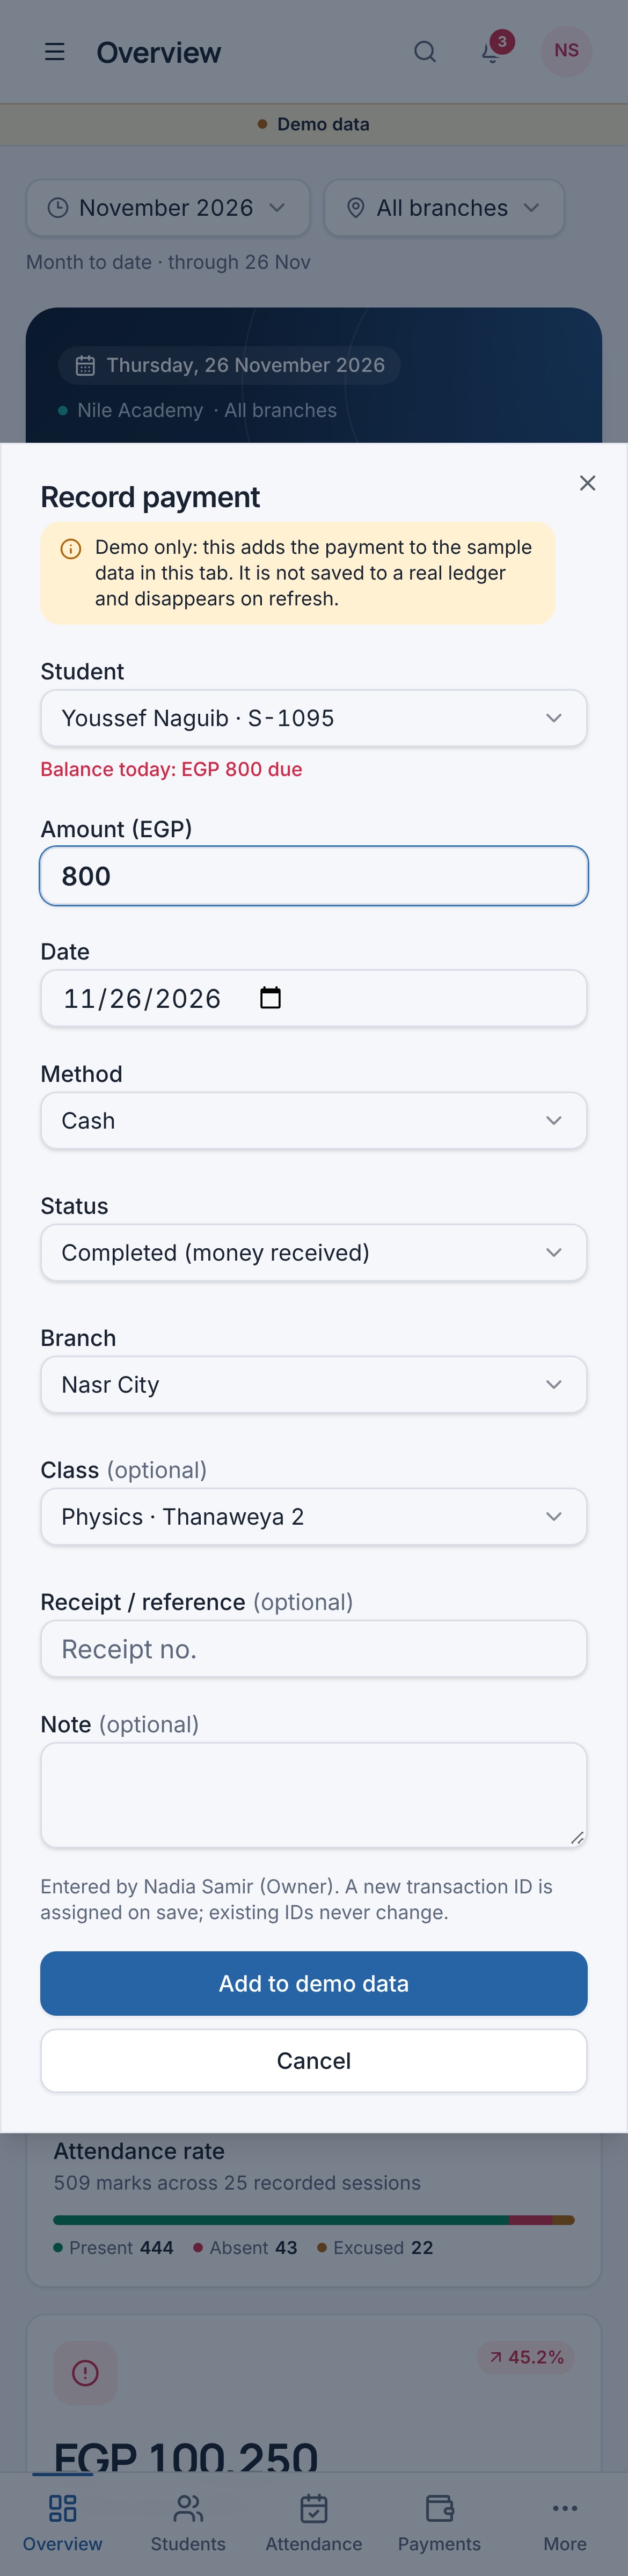 Overview
3
NS
Demo data
November 2026
All branches
Month to date · through 26 Nov
Thursday, 26 November 2026
Nile Academy · All branches
Record payment
Demo only: this adds the payment to the sample
data in this tab. It is not saved to a real ledger
and disappears on refresh.
Student
Youssef Naguib · S-1095
Balance today: EGP 800 due
Amount (EGP)
800
Date
11/26/2026
Method
Cash
Status
Completed (money received)
Branch
Nasr City
Class (optional)
Physics · Thanaweya 2
Receipt / reference (optional)
Receipt no.
Note (optional)
Entered by Nadia Samir (Owner). A new transaction ID is
assigned on save; existing IDs never change.
Add to demo data
Cancel
Attendance rate
509 marks across 25 recorded sessions
Present 444 Absent 43 Excused 22
45.2%
EGP 100,250
Overview Students Attendance Payments More